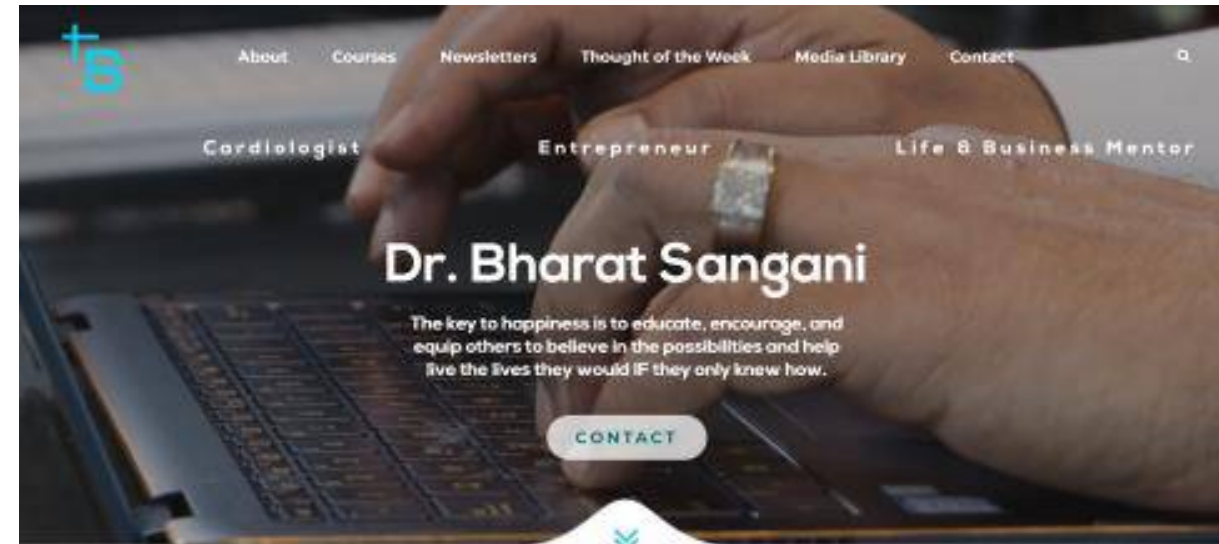 B
About Courses Newsletters Thought of the Week Media Library Contact
Cardiologist Entrepreneur Life & Business Mentor
Dr. Bharat Sangani
The key to happiness is to educate, encourage, and
equip others to believe in the possibilities and help
live the lives they would IF they only knew how.
CONTACT